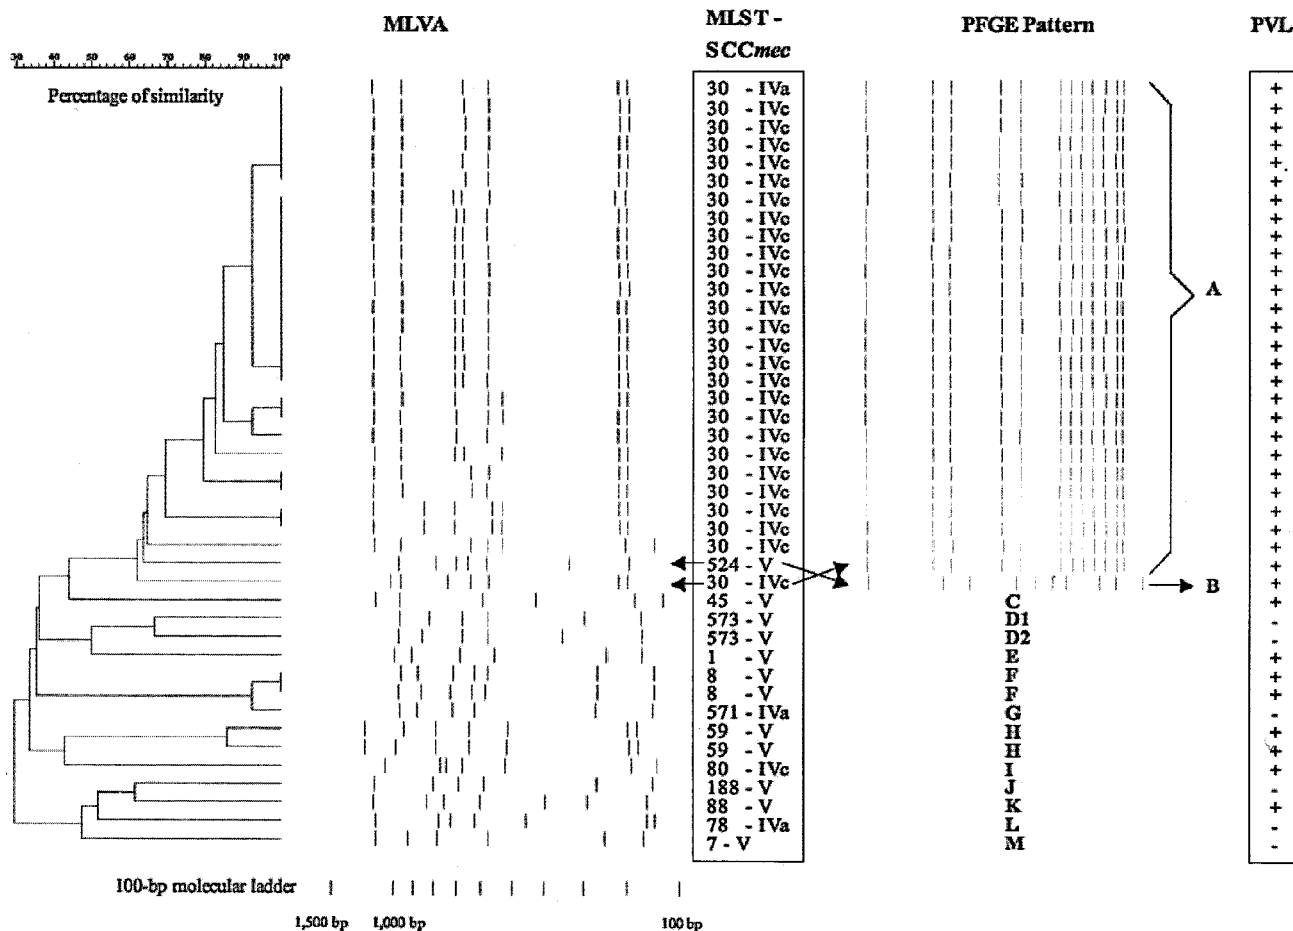 MLVA MLST - PFGE Pattern PVL
SCCmec
30 40 50 60 70 80 90 100
Percentage of similarity
30 - IVa +
30 - IVc +
30 - IVc +
30 - IVc +
30 - IVc +
30 - IVc +
30 - IVc +
30 - IVc +
30 - IVc +
30 - IVc +
30 - IVc +
30 - IVc A +
30 - IVc +
30 - IVc +
30 - IVc +
30 - IVc +
30 - IVc +
30 - IVc +
30 - IVc +
30 - IVc +
30 - IVc +
30 - IVc +
30 - IVc +
30 - IVc +
30 - IVc +
30 - IVc +
524 - V +
30 - IVc B +
45 - V C +
573 - V D1 -
573 - V D2 -
1 - V E +
8 - V F +
8 - V F +
571 - IVa G -
59 - V H +
59 - V H +
80 - IVc I +
188 - V J -
88 - V K +
78 - IVa L -
7 - V M -
100-bp molecular ladder
1,500 bp 1,000 bp 100 bp